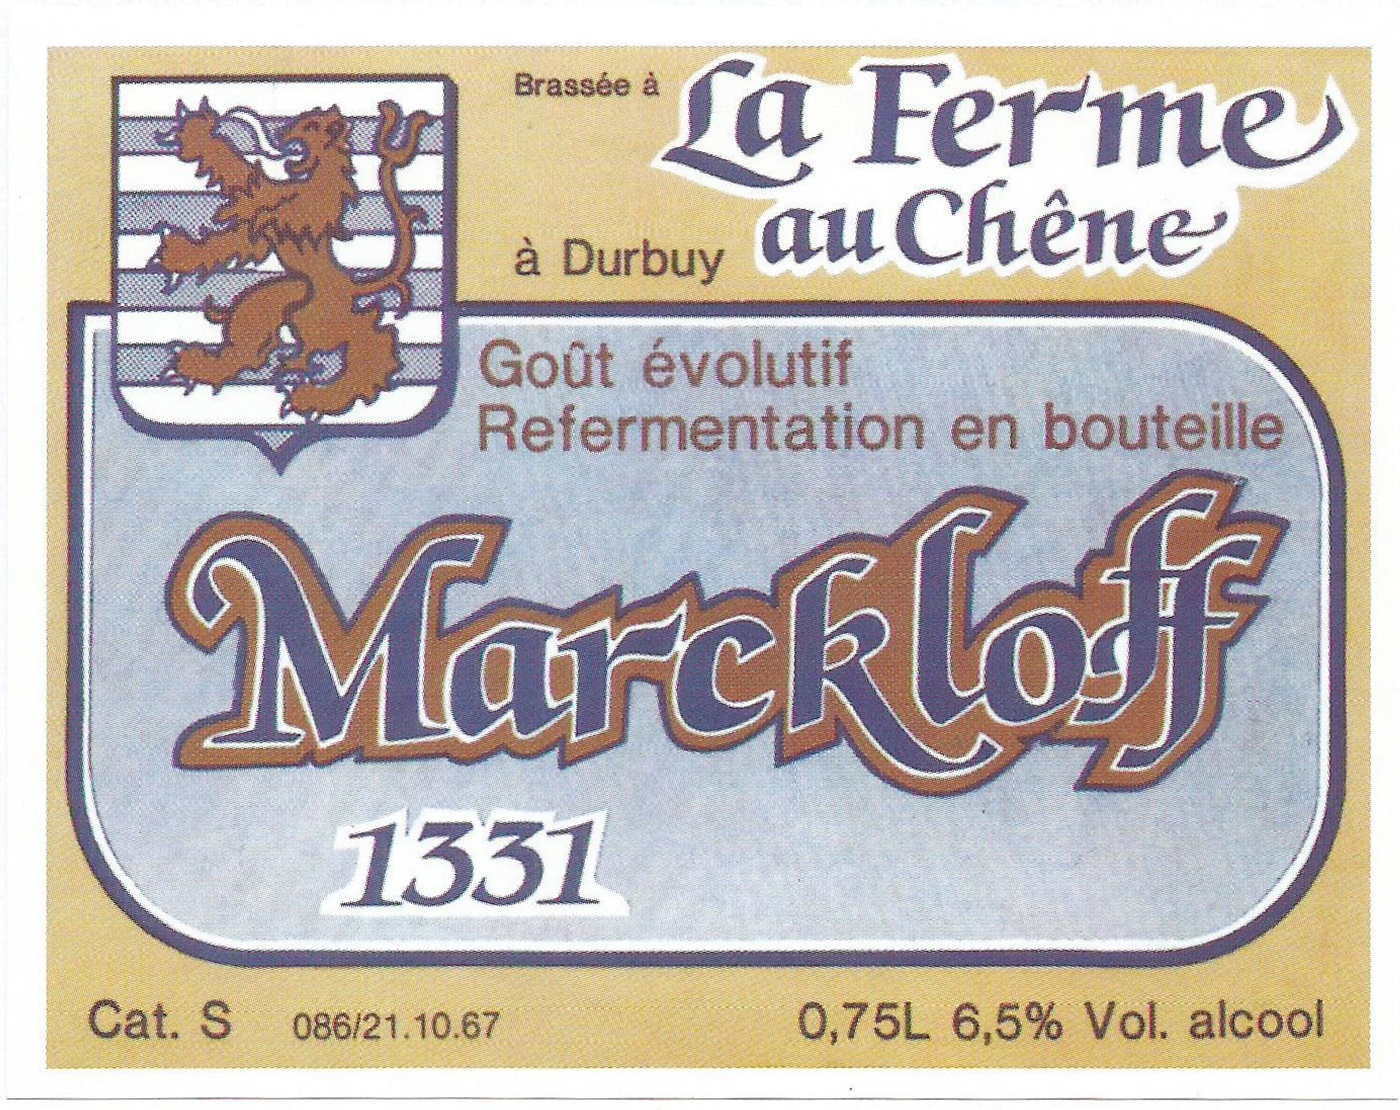 Brassée à La Ferme
au Chêne
à Durbuy
Goût évolutif
Refermentation en bouteille
Marckloff
1331
Cat. S 086/21.10.67 0,75L 6,5% Vol. alcool